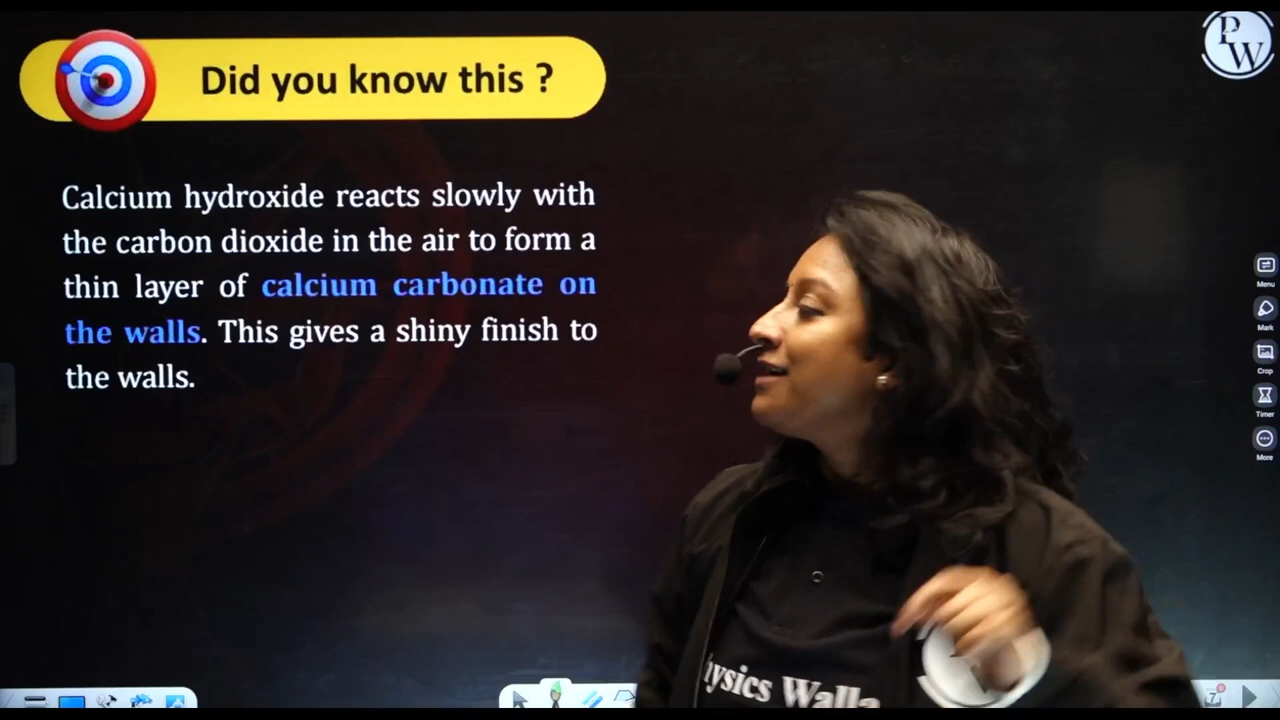 Did you know this ?
P
W
Calcium hydroxide reacts slowly with
the carbon dioxide in the air to form a
thin layer of calcium carbonate on
the walls. This gives a shiny finish to
the walls.
Menu
Mark
Crop
Timer
More
hysics Walla
7